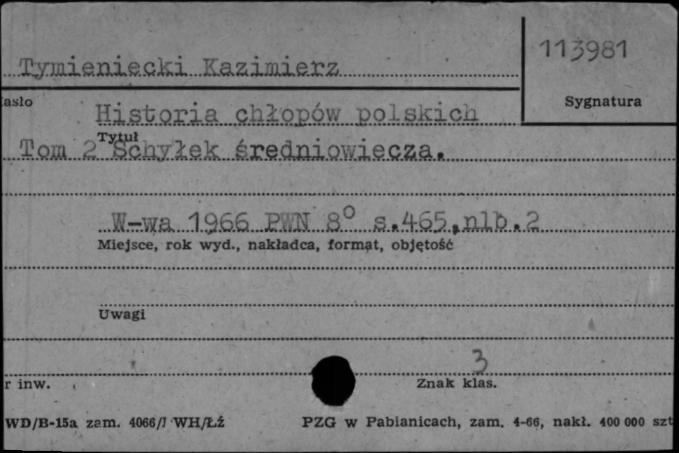 113981
Tymieniecki Kazimierz
Sygnatura
asło
Historia chłopów polskich
Tytuł
Tom 2 Schyłek średniowiecza.
W-wa 1966 PWN 8° s.465,nlb.2
Miejsce, rok wyd., nakładca, format, objętość
Uwagi
3
r inw.
Znak klas.
WD/B-15a zam. 4066/7 WH/Łź
PZG w Pabianicach, zam. 4-66, nakł. 400 000 szt